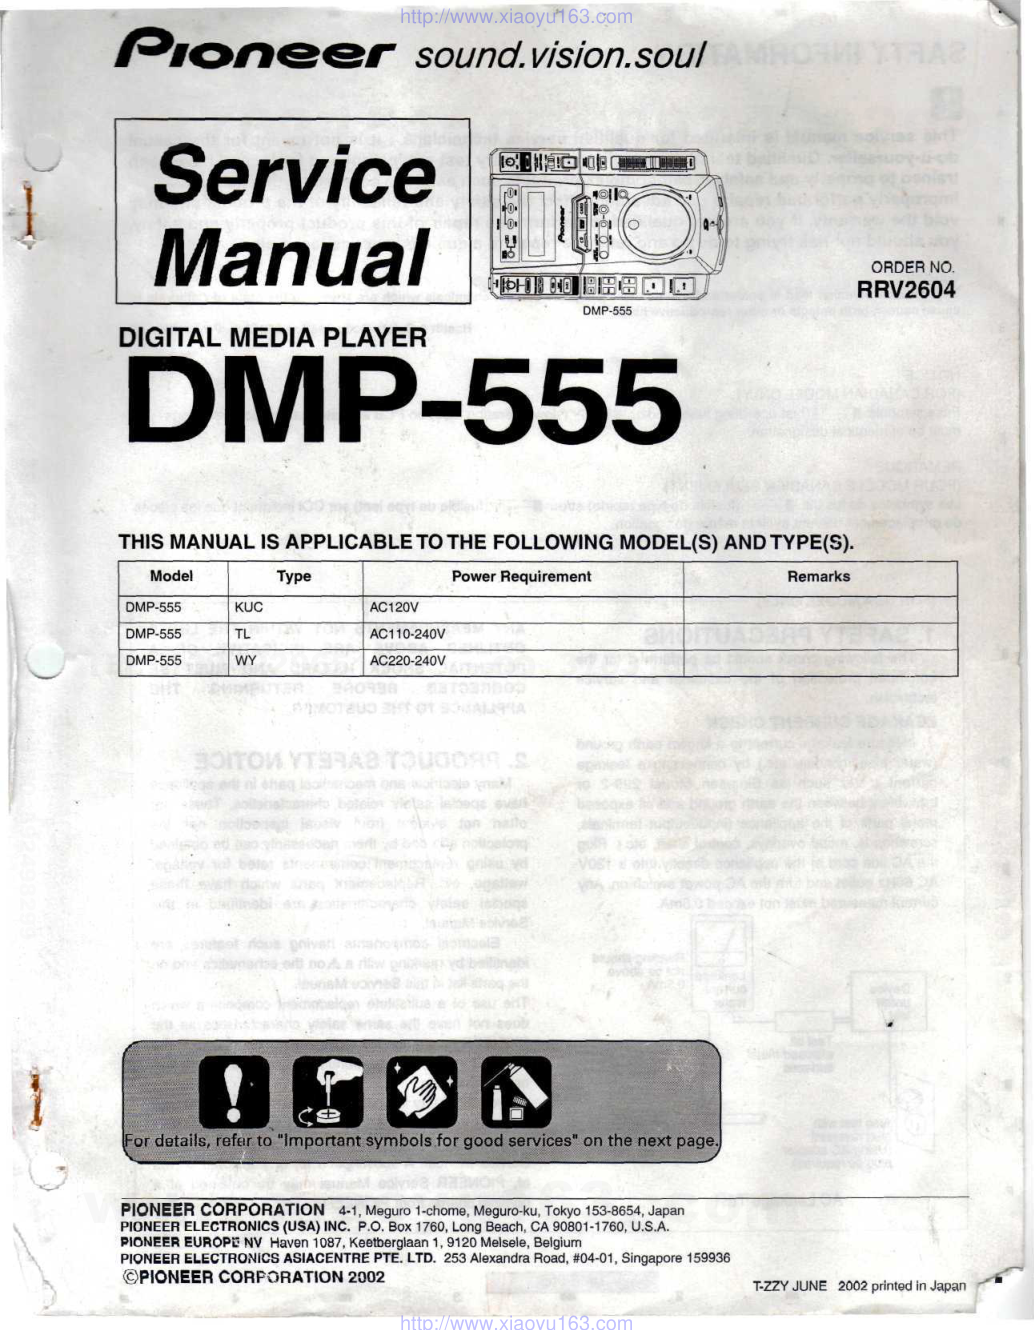 http://www.xiaoyu163.com
Pioneer sound.vision.soul
Service
Manual
Pioneer
DMP-555
ORDER NO.
RRV2604
DIGITAL MEDIA PLAYER
DMP-555
THIS MANUAL IS APPLICABLE TO THE FOLLOWING MODEL(S) AND TYPE(S).
Model Type Power Requirement Remarks
DMP-555 KUC AC120V
DMP-555 TL AC110-240V
DMP-555 WY AC220-240V
For details, refer to "Important symbols for good services" on the next page.
PIONEER CORPORATION 4-1, Meguro 1-chome, Meguro-ku, Tokyo 153-8654, Japan
PIONEER ELECTRONICS (USA) INC. P.O. Box 1760, Long Beach, CA 90801-1760, U.S.A.
PIONEER EUROPE NV Haven 1087, Keetberglaan 1, 9120 Melsele, Belgium
PIONEER ELECTRONICS ASIACENTRE PTE. LTD. 253 Alexandra Road, #04-01, Singapore 159936
©PIONEER CORPORATION 2002
T-ZZY JUNE 2002 printed in Japan
http://www.xiaoyu163.com